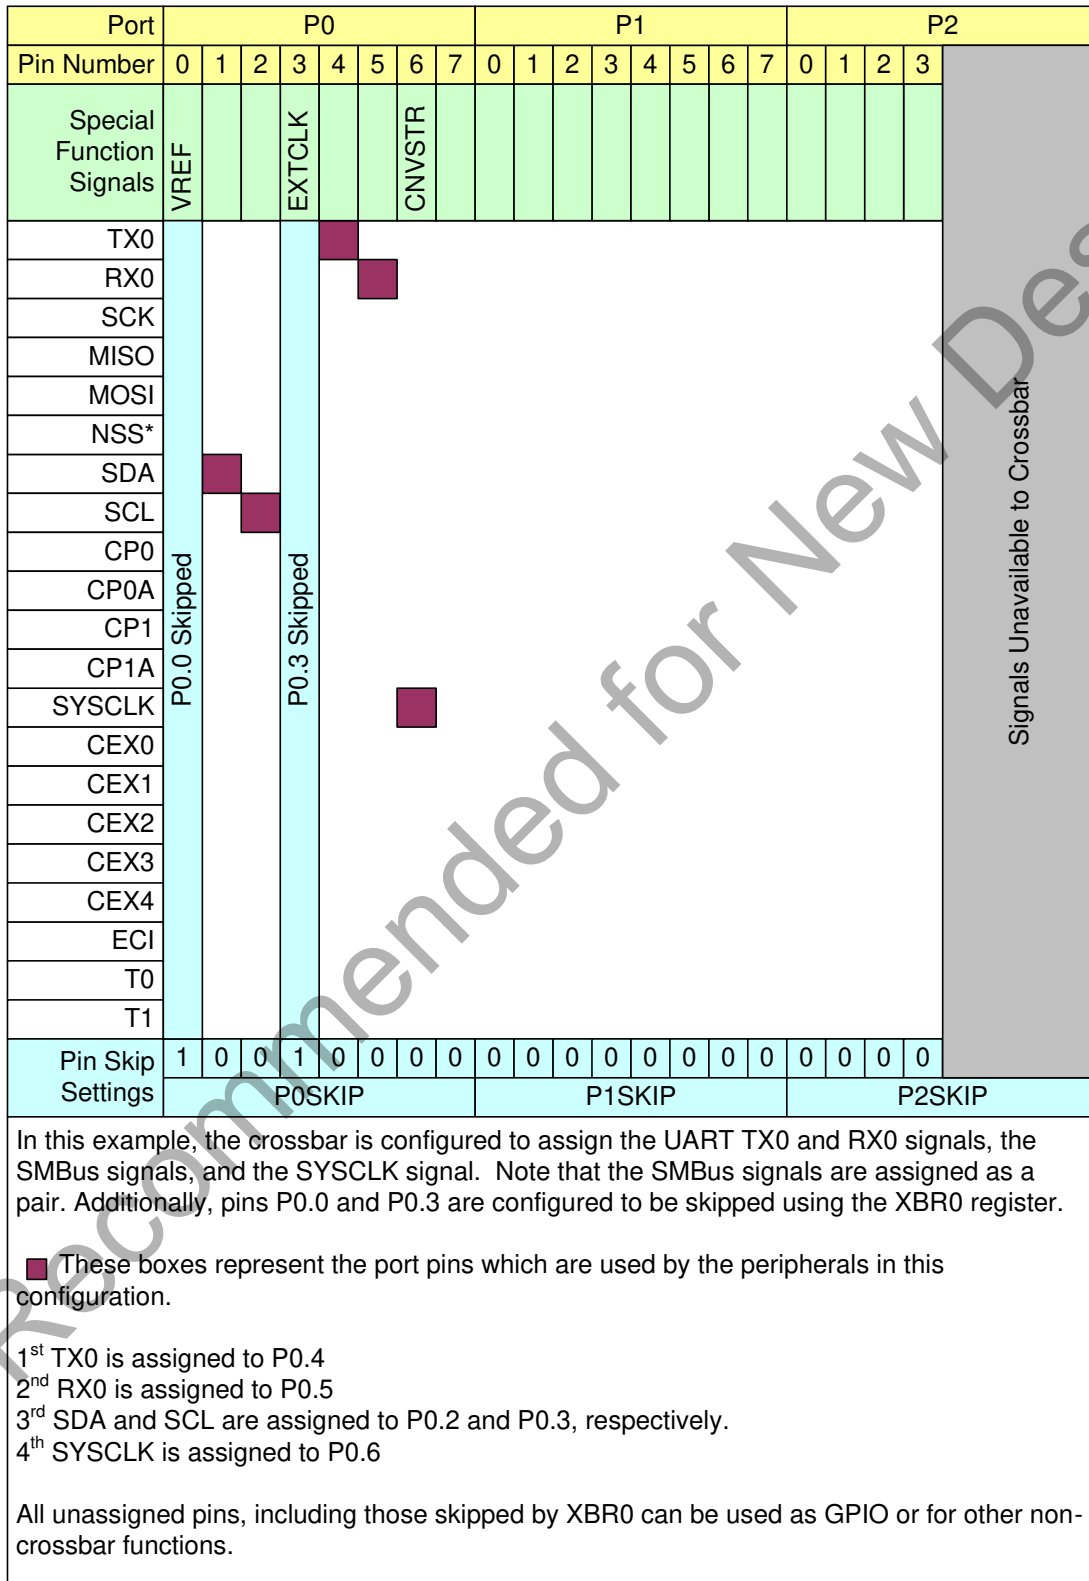 Port P0 P1 P2
Pin Number 0 1 2 3 4 5 6 7 0 1 2 3 4 5 6 7 0 1 2 3
Special
Function
Signals
VREF
EXTCLK
CNVSTR
TX0
RX0
SCK
MISO
MOSI
NSS*
SDA
SCL
CP0
CP0A
CP1
CP1A
SYSCLK
CEX0
CEX1
CEX2
CEX3
CEX4
ECI
T0
T1
P0.0 Skipped
P0.3 Skipped
Signals Unavailable to Crossbar
Pin Skip
Settings
1 0 0 1 0 0 0 0 0 0 0 0 0 0 0 0 0 0 0 0
P0SKIP P1SKIP P2SKIP
In this example, the crossbar is configured to assign the UART TX0 and RX0 signals, the
SMBus signals, and the SYSCLK signal. Note that the SMBus signals are assigned as a
pair. Additionally, pins P0.0 and P0.3 are configured to be skipped using the XBR0 register.
These boxes represent the port pins which are used by the peripherals in this
configuration.
1st TX0 is assigned to P0.4
2nd RX0 is assigned to P0.5
3rd SDA and SCL are assigned to P0.2 and P0.3, respectively.
4th SYSCLK is assigned to P0.6
All unassigned pins, including those skipped by XBR0 can be used as GPIO or for other non-
crossbar functions.
Recommended for New Des